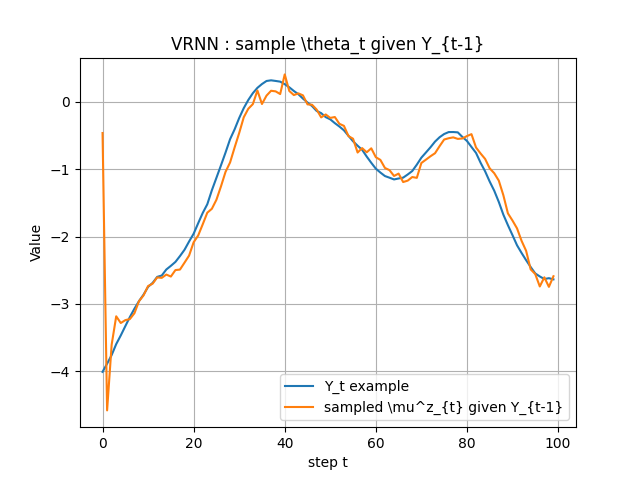 VRNN : sample \theta_t given Y_{t-1}
Value
0
−1
−2
−3
−4
0 20 40 60 80 100
step t
Y_t example
sampled \mu^z_{t} given Y_{t-1}